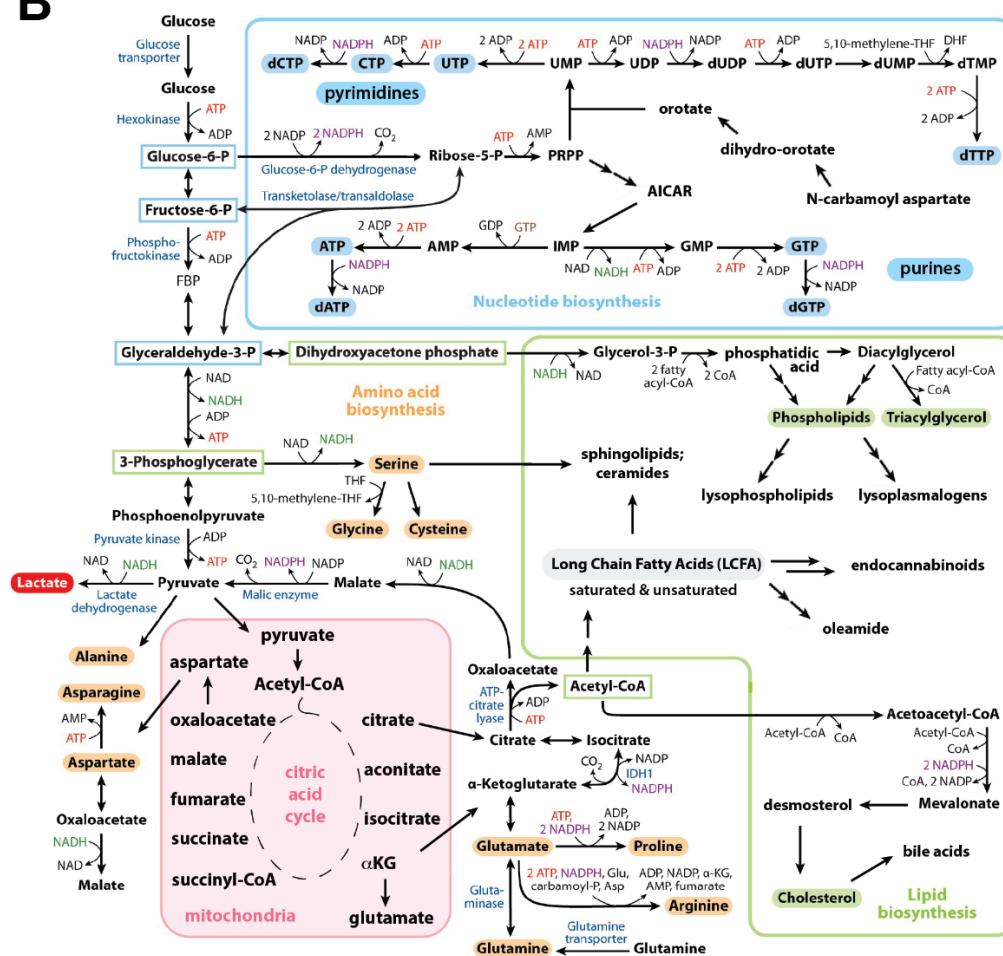 B
Glucose
Glucose
transporter
Glucose
Hexokinase
ATP
ADP
Glucose-6-P
Fructose-6-P
Phospho-
fructokinase
ATP
ADP
FBP
Glyceraldehyde-3-P
NAD
NADH
ADP
ATP
3-Phosphoglycerate
Phosphoenolpyruvate
Pyruvate kinase
ADP
ATP
NADP NADPH ADP ATP 2 ADP 2 ATP ATP ADP NADPH NADP ATP ADP 5,10-methylene-THF DHF
dCTP CTP UTP UMP UDP dUDP dUTP dUMP dTMP
pyrimidines
2 ATP
2 ADP
dTTP
orotate
dihydro-orotate
N-carbamoyl aspartate
2 NADP 2 NADPH CO2
Glucose-6-P dehydrogenase
Ribose-5-P
ATP AMP
PRPP
Transketolase/transaldolase
AICAR
2 ADP 2 ATP GDP GTP
ATP AMP IMP GMP GTP
NAD NADH ATP ADP 2 ATP 2 ADP
NADPH
NADP
dATP
NADPH
NADP
dGTP
purines
Nucleotide biosynthesis
Dihydroxyacetone phosphate
NADH NAD
Glycerol-3-P
2 fatty
acyl-CoA
2 CoA
phosphatidic
acid
Diacylglycerol
Fatty acyl-CoA
CoA
Phospholipids
Triacylglycerol
lysophospholipids
lysoplasmalogens
Amino acid
biosynthesis
NAD NADH
Serine
THF
5,10-methylene-THF
Glycine
Cysteine
sphingolipids;
ceramides
Long Chain Fatty Acids (LCFA)
saturated & unsaturated
endocannabinoids
oleamide
NAD NADH
Lactate
Lactate
dehydrogenase
Pyruvate
CO2 NADPH NADP
Malic enzyme
Malate
NAD NADH
Alanine
Asparagine
AMP
ATP
Aspartate
Oxaloacetate
NADH
NAD
Malate
pyruvate
aspartate
Acetyl-CoA
oxaloacetate
citrate
malate
aconitate
fumarate
isocitrate
succinate
αKG
succinyl-CoA
glutamate
citric
acid
cycle
mitochondria
Oxaloacetate
ATP-
citrate
lyase
ADP
ATP
Acetyl-CoA
Citrate
Isocitrate
CO2
NADP
IDH1
NADPH
α-Ketoglutarate
ATP,
2 NADPH
ADP,
2 NADP
Glutamate
Proline
2 ATP, NADPH, Glu,
carbamoyl-P, Asp
ADP, NADP, α-KG,
AMP, fumarate
Arginine
Gluta-
minase
Glutamine
transporter
Glutamine
Glutamine
Acetyl-CoA CoA
Acetoacetyl-CoA
Acetyl-CoA
CoA
2 NADPH
CoA, 2 NADP
Mevalonate
desmosterol
Cholesterol
bile acids
Lipid
biosynthesis